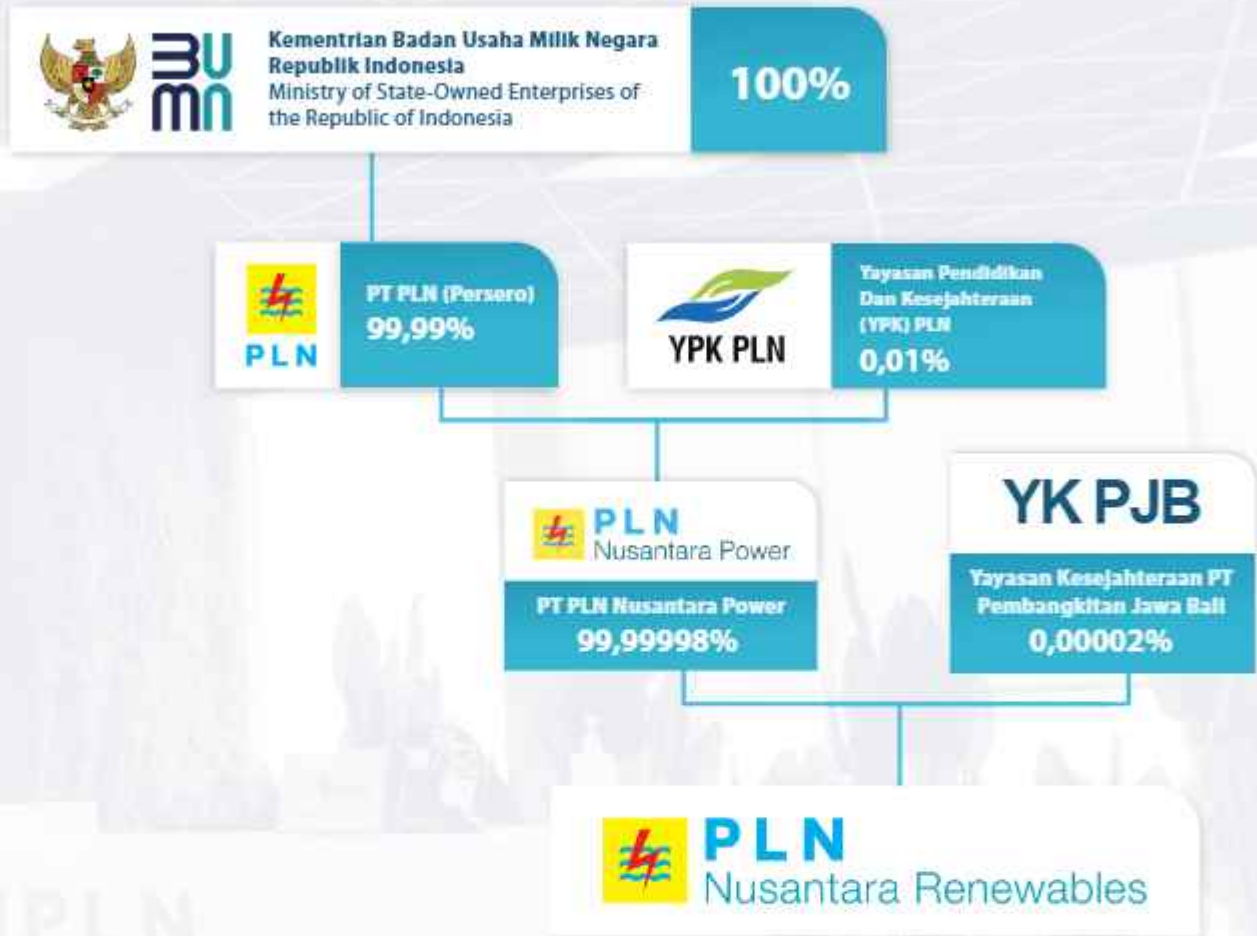 BUMN
Kementrian Badan Usaha Milik Negara
Republik Indonesia
Ministry of State-Owned Enterprises of
the Republic of Indonesia
100%
PLN
PT PLN (Persero)
99,99%
YPK PLN
Yayasan Pendidikan
Dan Kesejahteraan
(YPK) PLN
0,01%
PLN
Nusantara Power
PT PLN Nusantara Power
99,99998%
YK PJB
Yayasan Kesejahteraan PT
Pembangkitan Jawa Bali
0,00002%
PLN
Nusantara Renewables
PLN